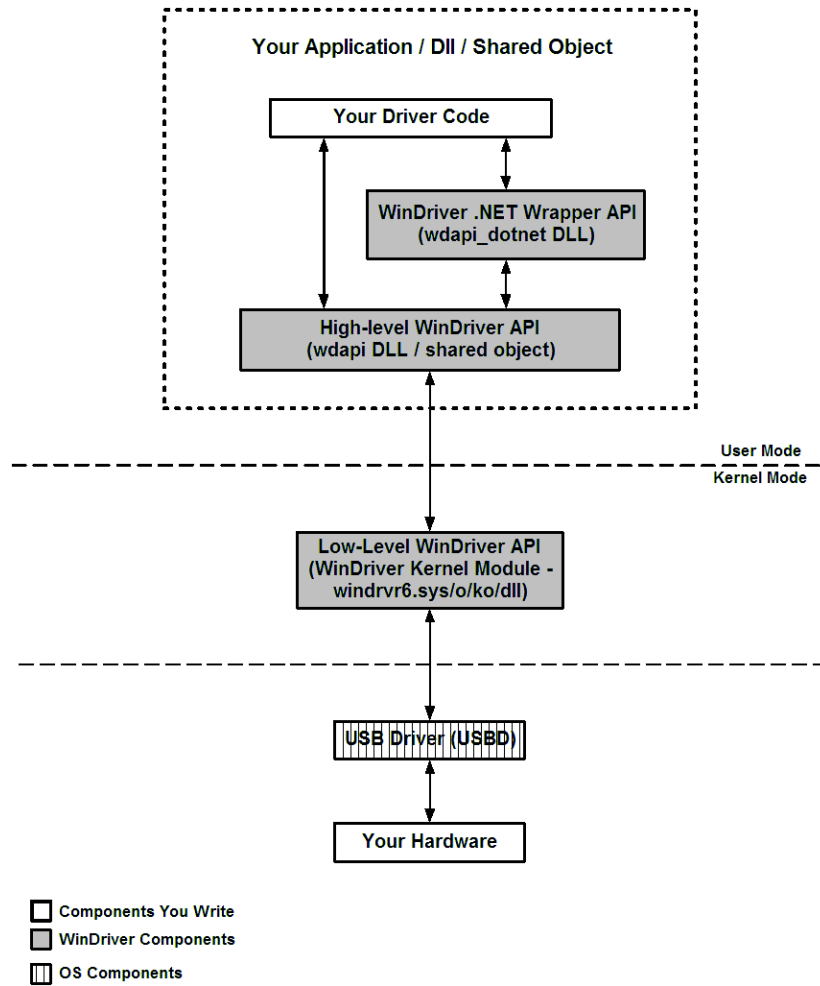 Your Application / Dll / Shared Object
Your Driver Code
WinDriver .NET Wrapper API
(wdapi_dotnet DLL)
High-level WinDriver API
(wdapi DLL / shared object)
User Mode
Kernel Mode
Low-Level WinDriver API
(WinDriver Kernel Module -
windrvr6.sys/o/ko/dll)
USB Driver (USBD)
Your Hardware
Components You Write
WinDriver Components
OS Components